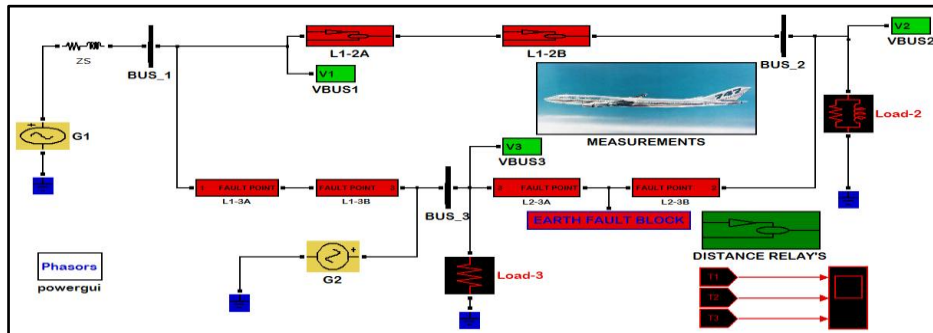 V2
VBUS2
L1-2A
L1-2B
ZS
BUS_1
BUS_2
V1
VBUS1
747
Load-2
G1
MEASUREMENTS
V3
VBUS3
FAULT POINT
FAULT POINT
FAULT POINT
FAULT POINT
L1-3A
L1-3B
BUS_3
L2-3A
L2-3B
EARTH FAULT BLOCK
G2
DISTANCE RELAY'S
Phasors
powergui
Load-3
T1
T2
T3